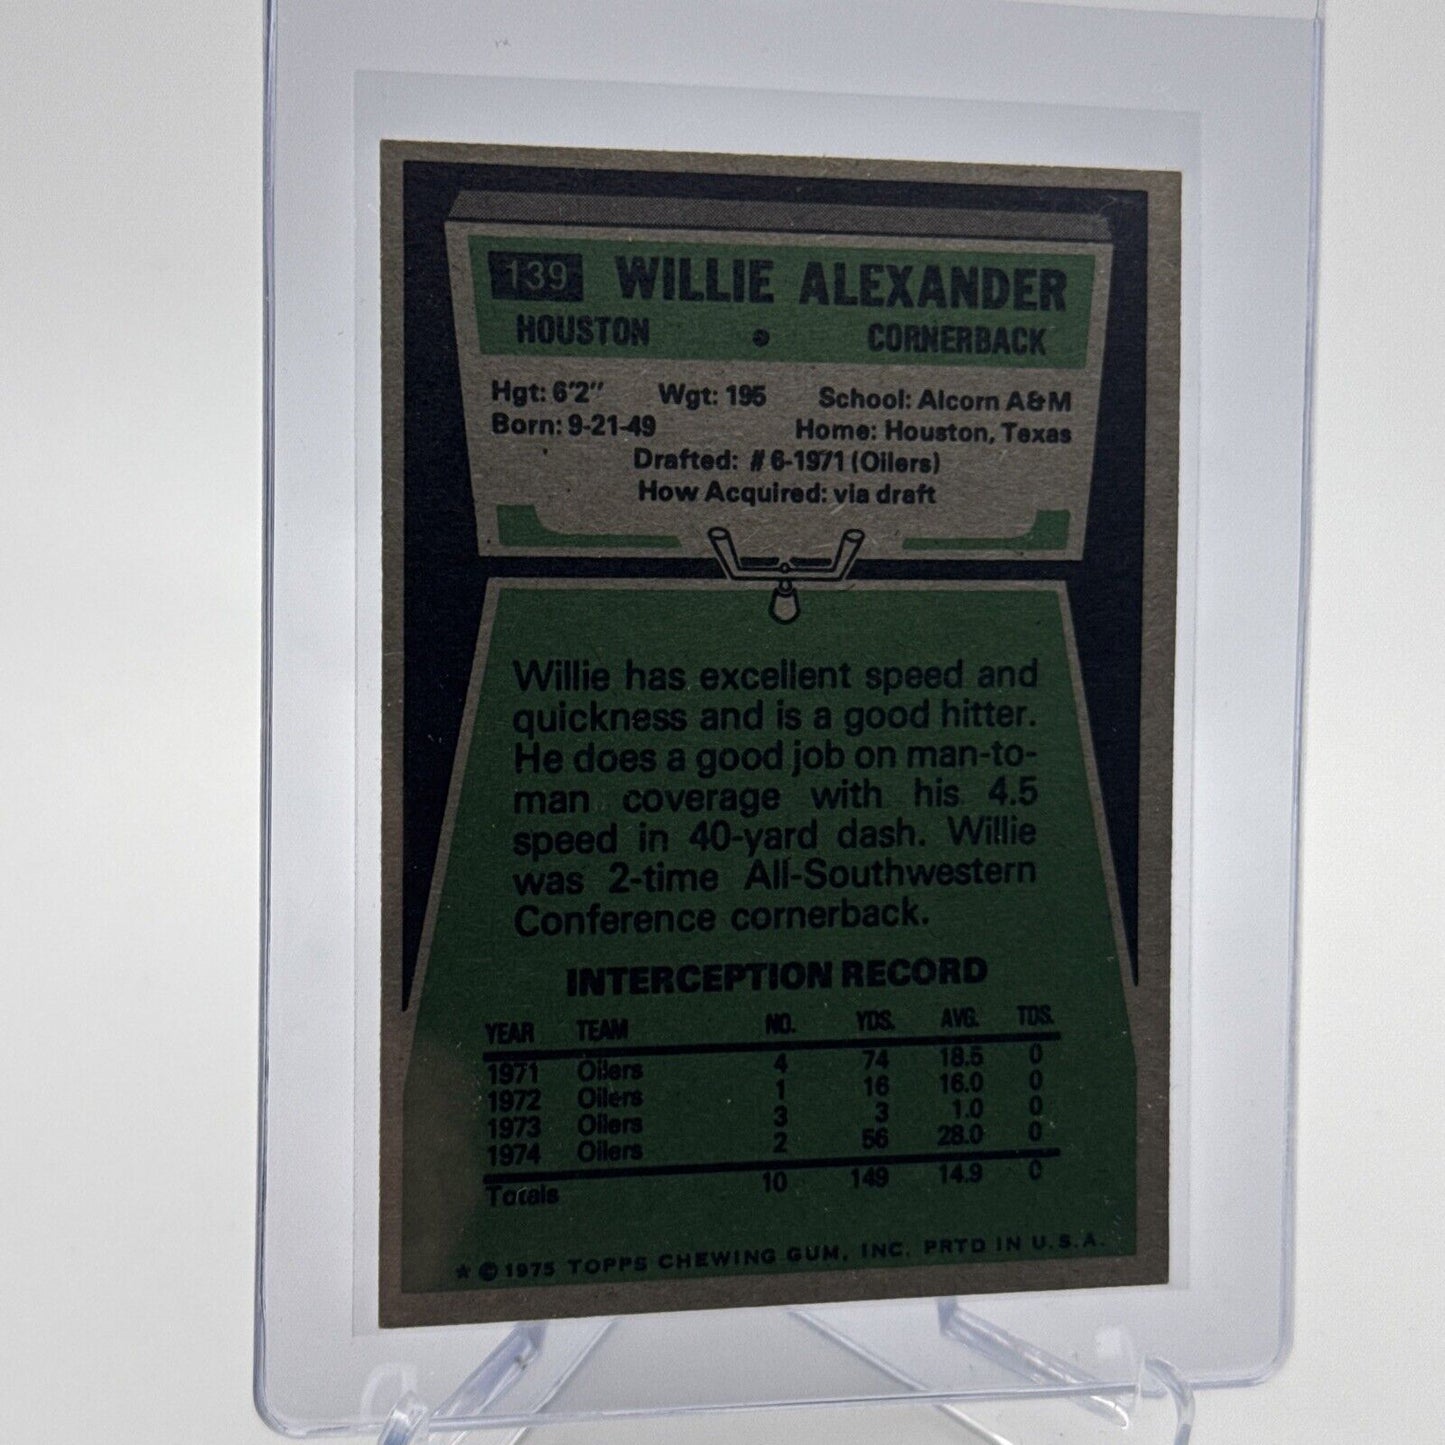 139 WILLIE ALEXANDER
HOUSTON • CORNERBACK
Hgt: 6'2" Wgt: 195 School: Alcorn A&M
Born: 9-21-49 Home: Houston, Texas
Drafted: #6-1971 (Oilers)
How Acquired: via draft
Willie has excellent speed and
quickness and is a good hitter.
He does a good job on man-to-
man coverage with his 4.5
speed in 40-yard dash. Willie
was 2-time All-Southwestern
Conference cornerback.
INTERCEPTION RECORD
YEAR TEAM NO. YDS. AVG. TDS.
1971 Oilers 4 74 18.5 0
1972 Oilers 1 16 16.0 0
1973 Oilers 3 3 1.0 0
1974 Oilers 2 56 28.0 0
Totals 10 149 14.9 0
* © 1975 TOPPS CHEWING GUM, INC. PRTD IN U.S.A.